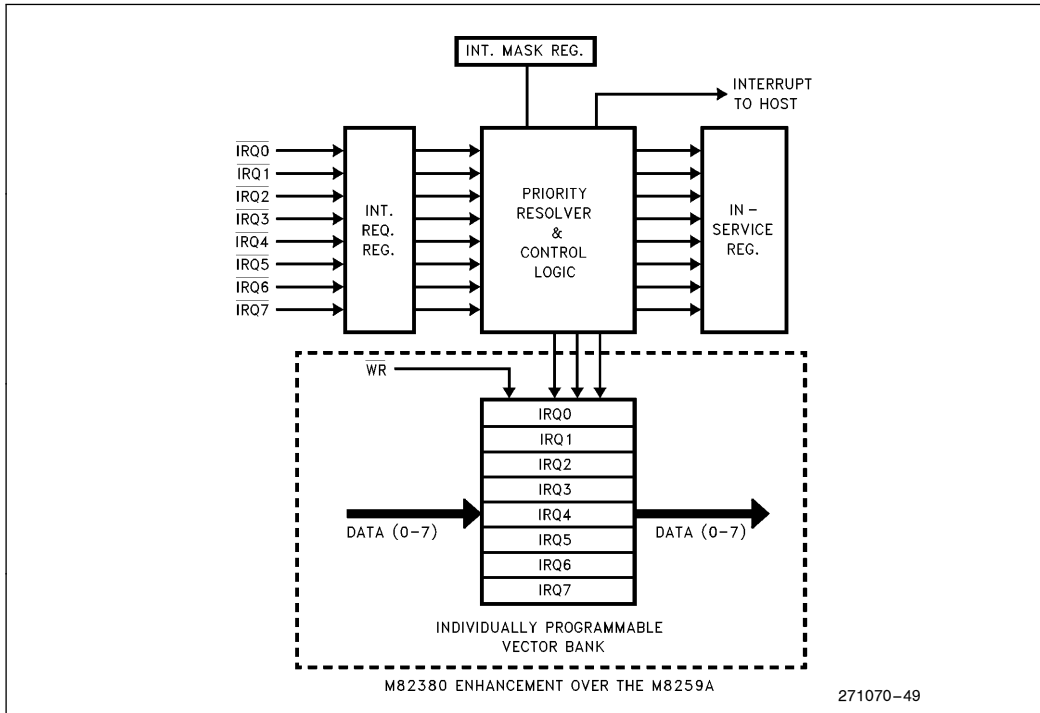 INT. MASK REG.
INTERRUPT
TO HOST
IRQ0
IRQ1
IRQ2
IRQ3
IRQ4
IRQ5
IRQ6
IRQ7
INT.
REQ.
REG.
PRIORITY
RESOLVER
&
CONTROL
LOGIC
IN –
SERVICE
REG.
WR
IRQ0
IRQ1
IRQ2
IRQ3
IRQ4
IRQ5
IRQ6
IRQ7
DATA (0–7)
DATA (0–7)
INDIVIDUALLY PROGRAMMABLE
VECTOR BANK
M82380 ENHANCEMENT OVER THE M8259A
271070–49